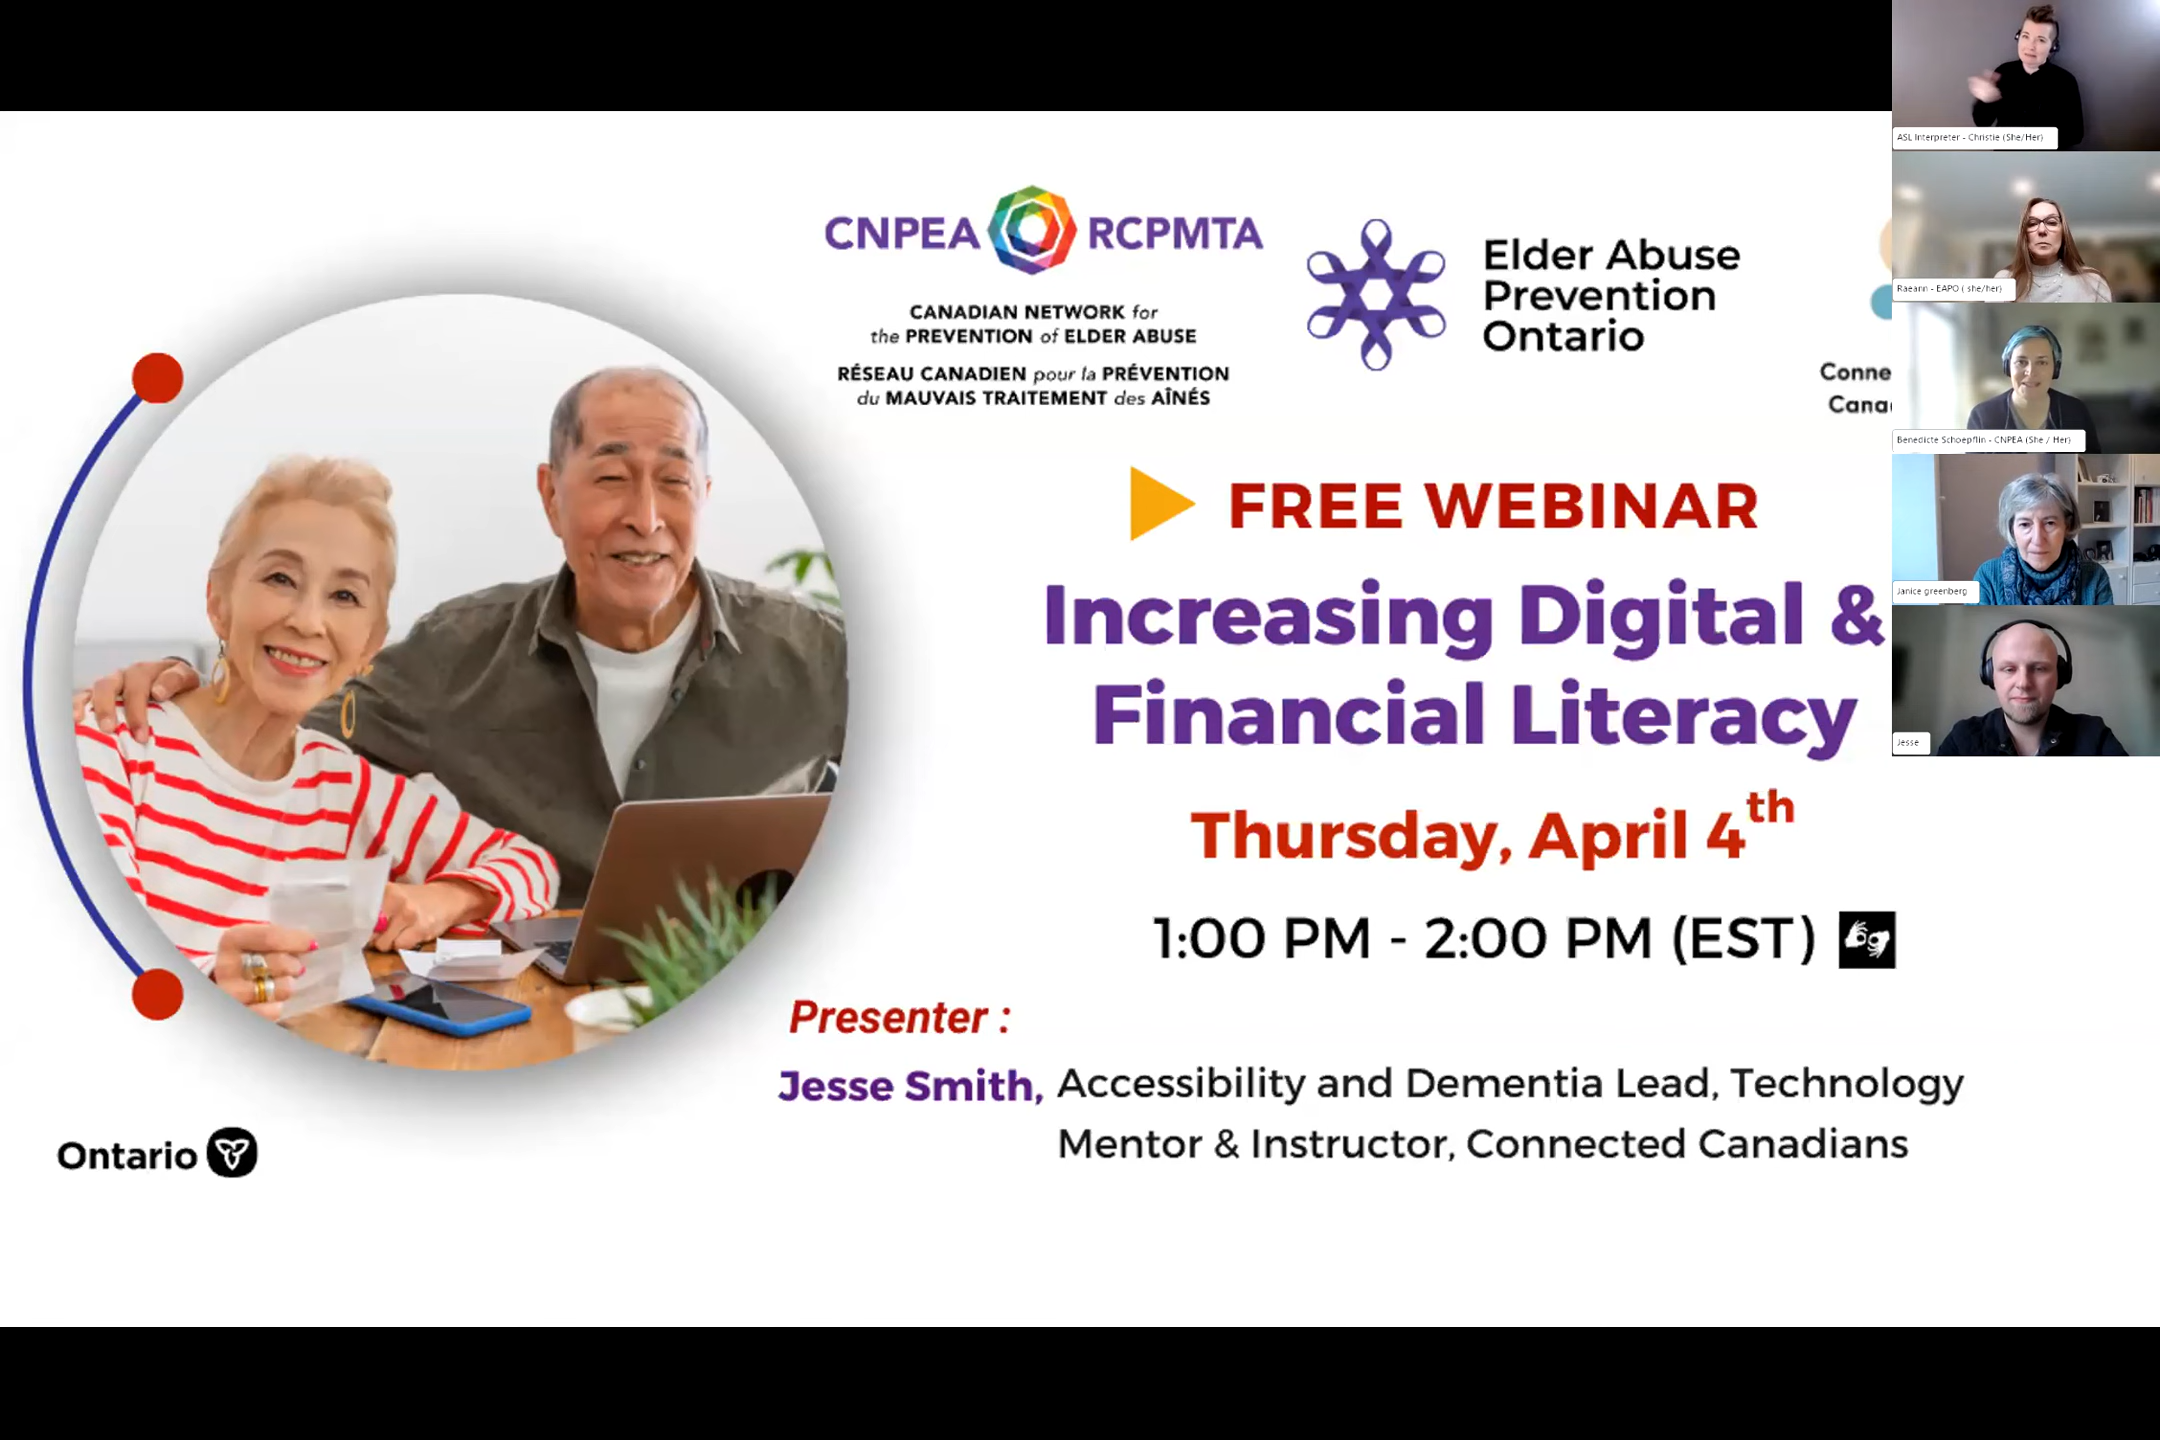 CNPEA RCPMTA
CANADIAN NETWORK for
the PREVENTION of ELDER ABUSE
RÉSEAU CANADIEN pour la PRÉVENTION
du MAUVAIS TRAITEMENT des AÎNÉS
Elder Abuse
Prevention
Ontario
Conne
Cana
FREE WEBINAR
Increasing Digital &
Financial Literacy
Thursday, April 4th
1:00 PM - 2:00 PM (EST)
Presenter :
Jesse Smith, Accessibility and Dementia Lead, Technology
Mentor & Instructor, Connected Canadians
Ontario
ASL Interpreter - Christie (She/Her)
Raeann - EAPO ( she/her)
Benedicte Schoepflin - CNPEA (She / Her)
Janice greenberg
Jesse